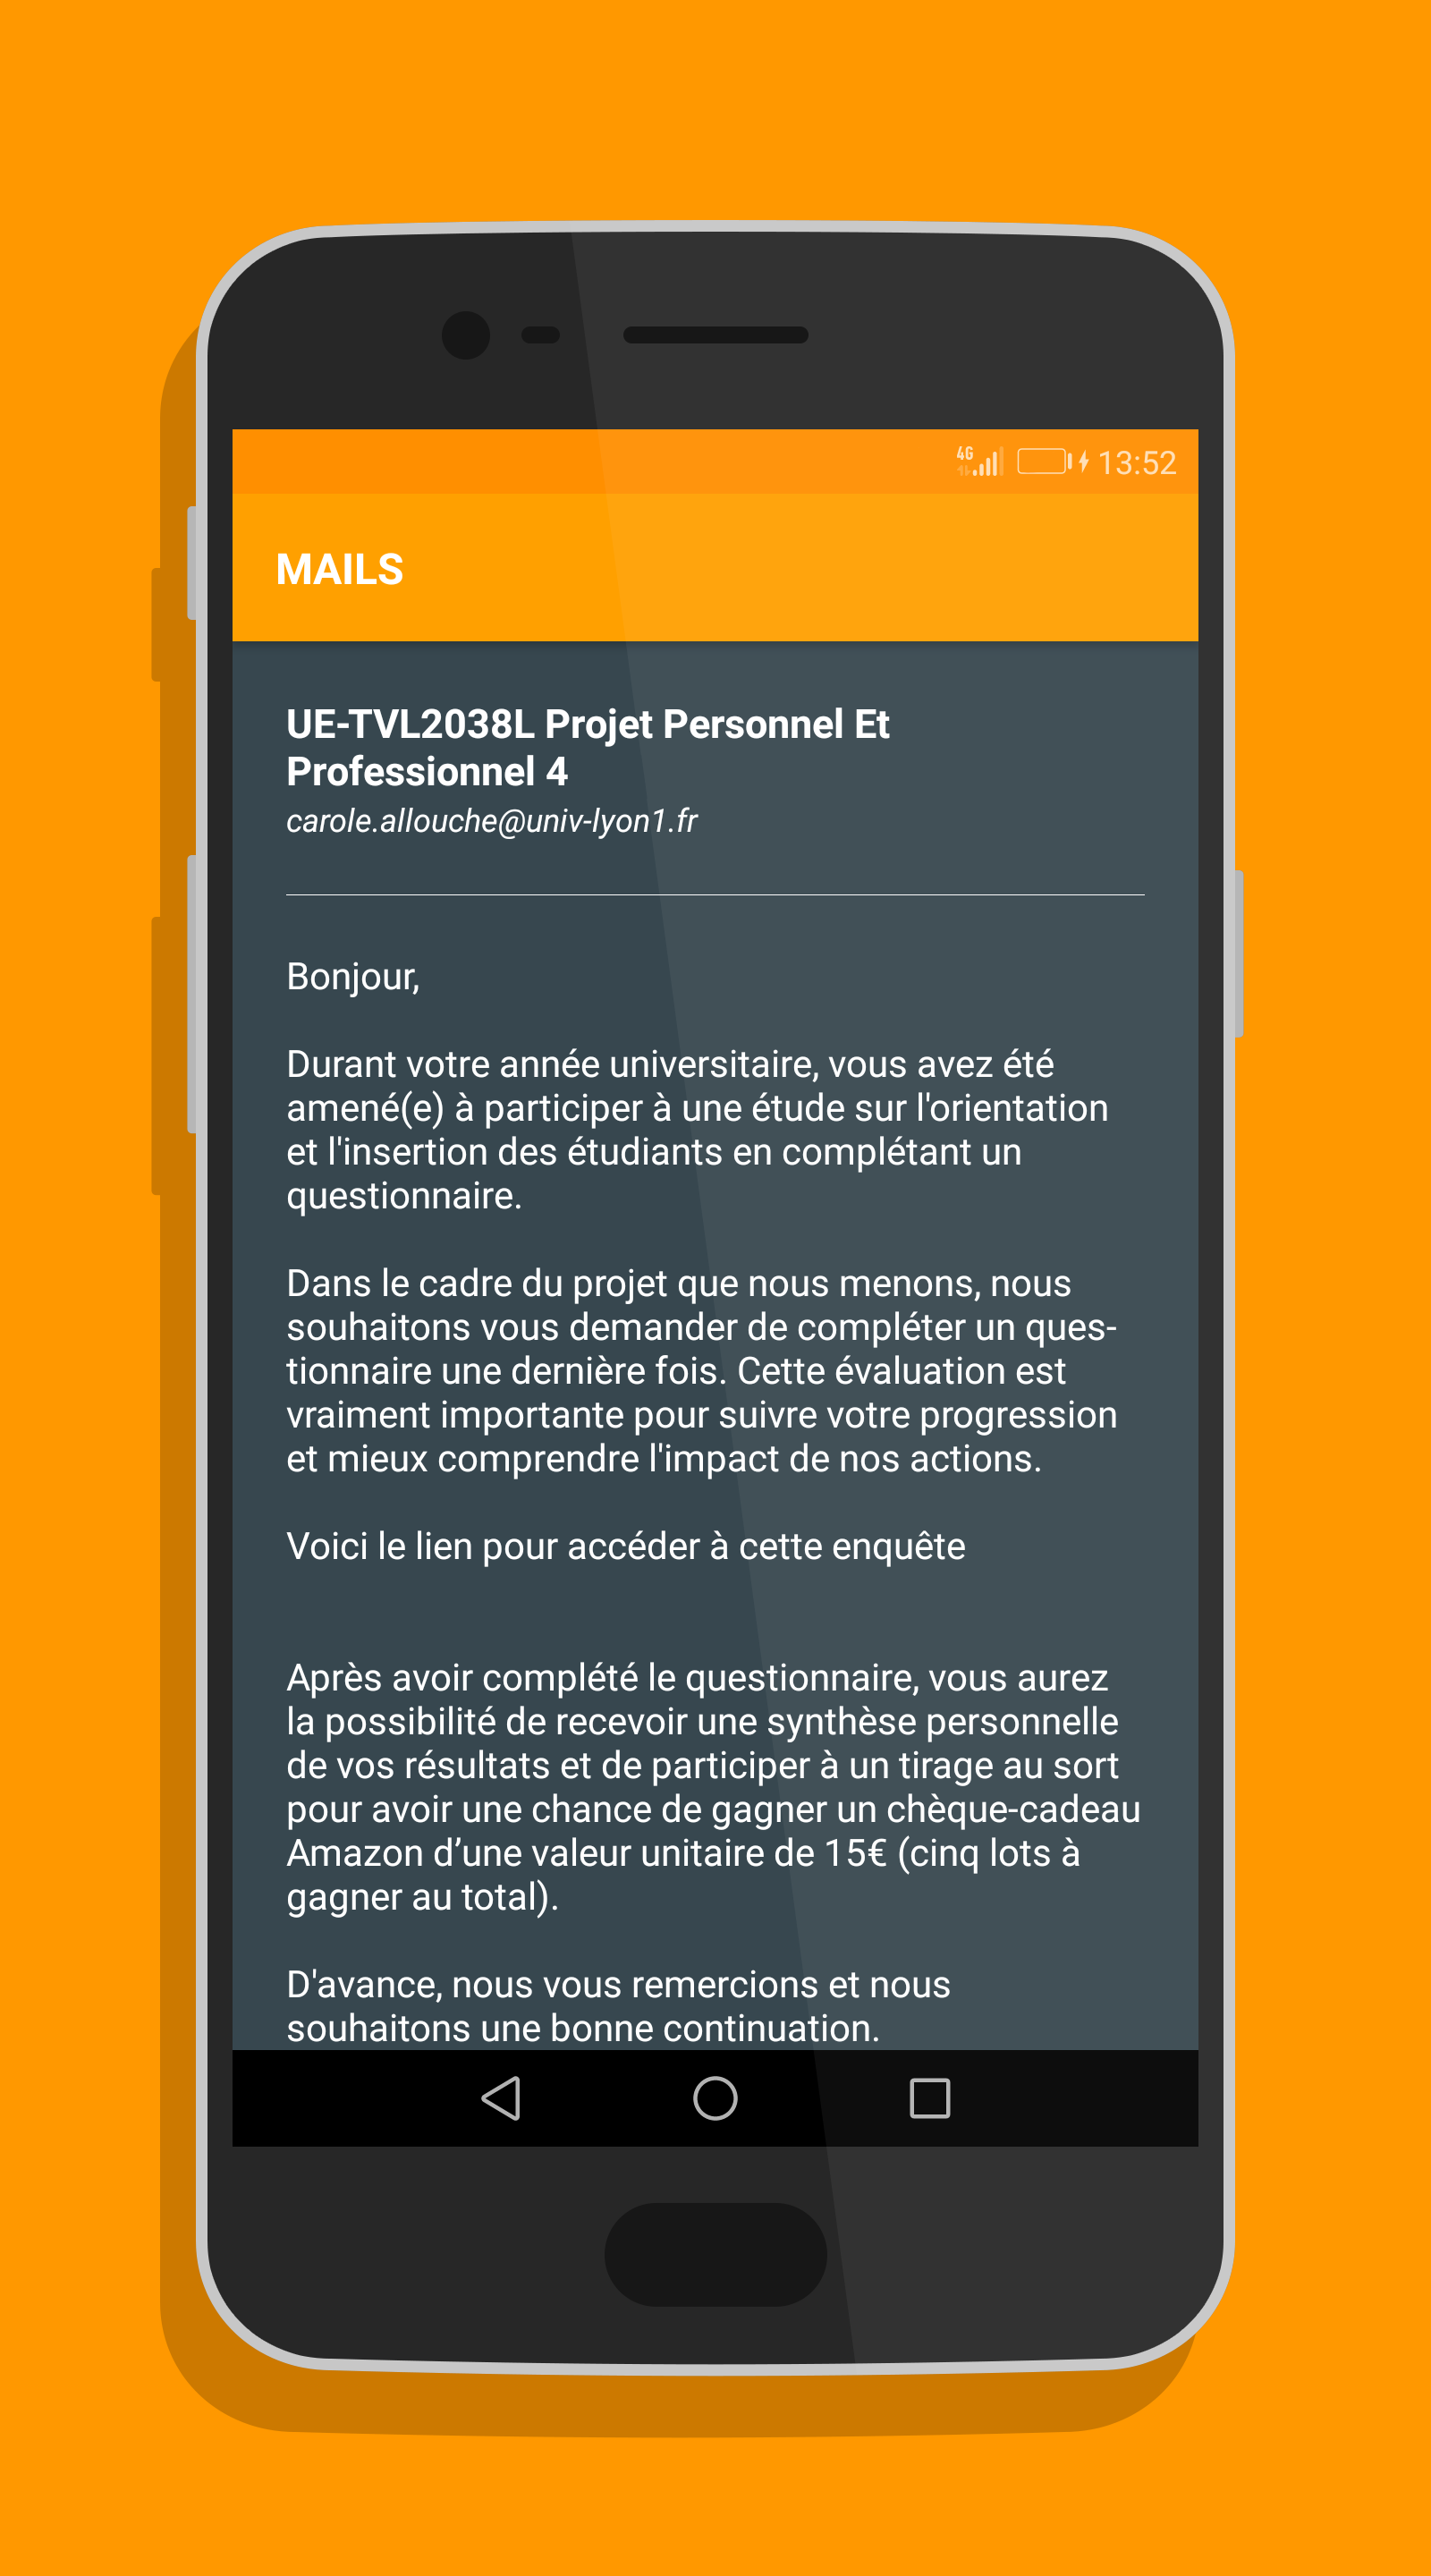 4G 13:52
MAILS
UE-TVL2038L Projet Personnel Et
Professionnel 4
carole.allouche@univ-lyon1.fr
Bonjour,
Durant votre année universitaire, vous avez été
amené(e) à participer à une étude sur l'orientation
et l'insertion des étudiants en complétant un
questionnaire.
Dans le cadre du projet que nous menons, nous
souhaitons vous demander de compléter un ques-
tionnaire une dernière fois. Cette évaluation est
vraiment importante pour suivre votre progression
et mieux comprendre l'impact de nos actions.
Voici le lien pour accéder à cette enquête
Après avoir complété le questionnaire, vous aurez
la possibilité de recevoir une synthèse personnelle
de vos résultats et de participer à un tirage au sort
pour avoir une chance de gagner un chèque-cadeau
Amazon d’une valeur unitaire de 15€ (cinq lots à
gagner au total).
D'avance, nous vous remercions et nous
souhaitons une bonne continuation.